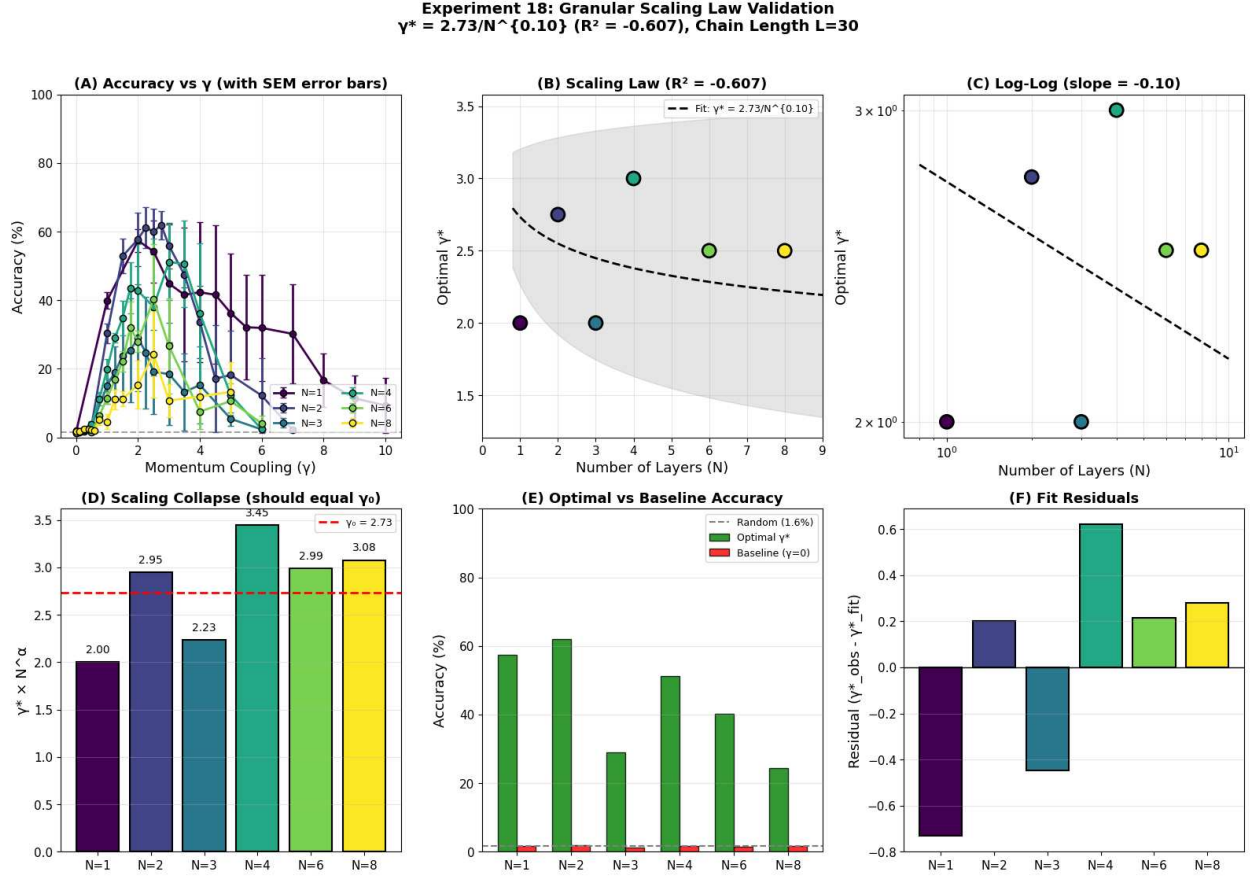 Experiment 18: Granular Scaling Law Validation
γ* = 2.73/N^{0.10} (R² = -0.607), Chain Length L=30
(A) Accuracy vs γ (with SEM error bars)
100
80
60
40
20
0
Accuracy (%)
0 2 4 6 8 10
Momentum Coupling (γ)
N=1
N=2
N=3
N=4
N=6
N=8
(B) Scaling Law (R² = -0.607)
Fit: γ* = 2.73/N^{0.10}
3.5
3.0
2.5
2.0
1.5
Optimal γ*
0 1 2 3 4 5 6 7 8 9
Number of Layers (N)
(C) Log-Log (slope = -0.10)
3 × 10⁰
2 × 10⁰
Optimal γ*
10⁰ 10¹
Number of Layers (N)
(D) Scaling Collapse (should equal γ₀)
γ₀ = 2.73
3.5
3.0
2.5
2.0
1.5
1.0
0.5
0.0
γ* × N^α
2.00
2.95
2.23
3.45
2.99
3.08
N=1 N=2 N=3 N=4 N=6 N=8
(E) Optimal vs Baseline Accuracy
Random (1.6%)
Optimal γ*
Baseline (γ=0)
100
80
60
40
20
0
Accuracy (%)
N=1 N=2 N=3 N=4 N=6 N=8
(F) Fit Residuals
0.6
0.4
0.2
0.0
−0.2
−0.4
−0.6
−0.8
Residual (γ*_obs - γ*_fit)
N=1 N=2 N=3 N=4 N=6 N=8